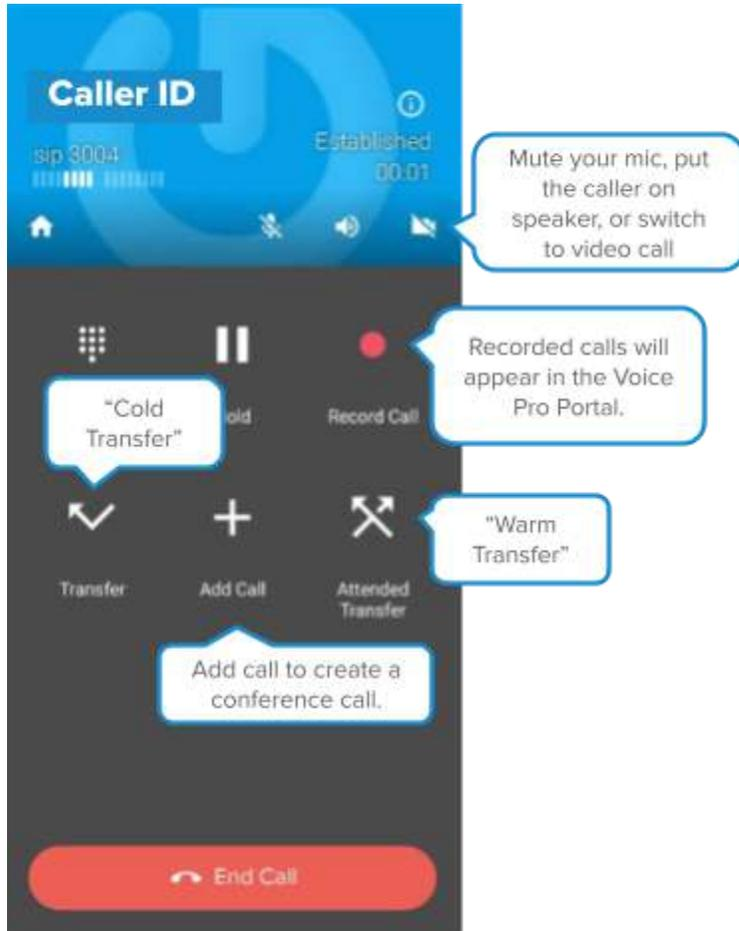 Caller ID
sip 3004
Established
00:01
Mute your mic, put
the caller on
speaker, or switch
to video call
Recorded calls will
appear in the Voice
Pro Portal.
"Cold
Transfer"
old
Record Call
"Warm
Transfer"
Transfer
Add Call
Attended
Transfer
Add call to create a
conference call.
End Call